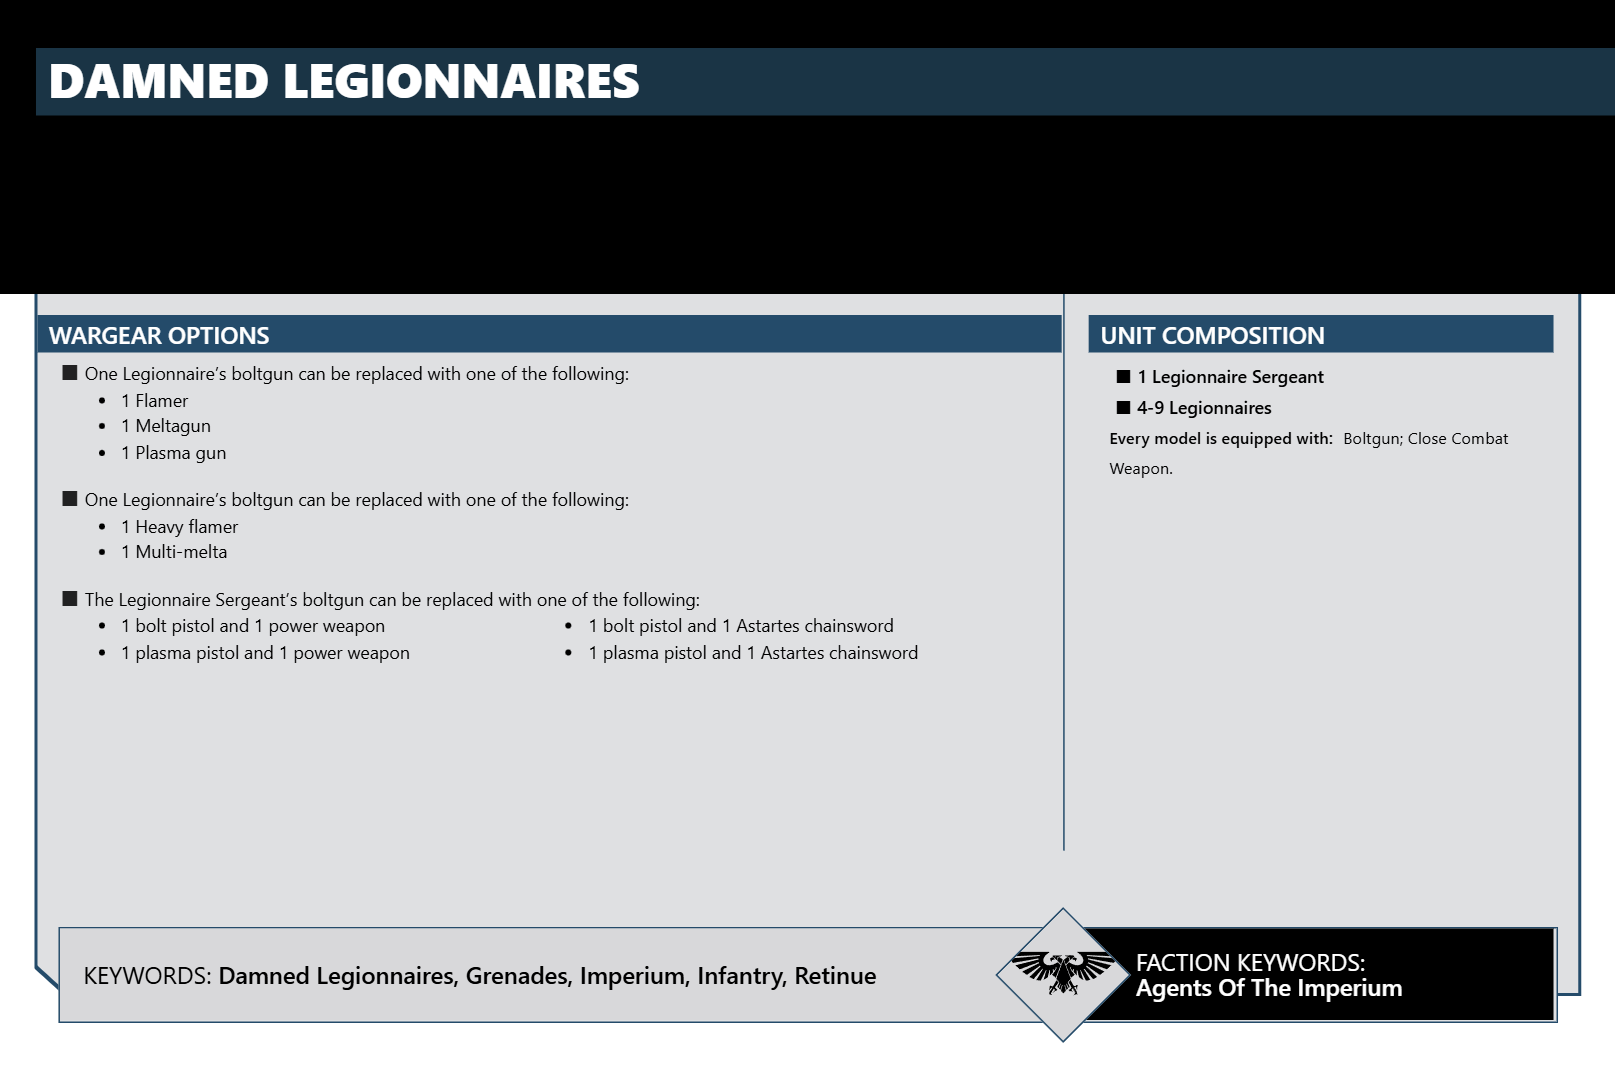 DAMNED LEGIONNAIRES
WARGEAR OPTIONS
■ One Legionnaire's boltgun can be replaced with one of the following:
• 1 Flamer
• 1 Meltagun
• 1 Plasma gun
■ One Legionnaire's boltgun can be replaced with one of the following:
• 1 Heavy flamer
• 1 Multi-melta
■ The Legionnaire Sergeant's boltgun can be replaced with one of the following:
• 1 bolt pistol and 1 power weapon
• 1 plasma pistol and 1 power weapon
• 1 bolt pistol and 1 Astartes chainsword
• 1 plasma pistol and 1 Astartes chainsword
UNIT COMPOSITION
■ 1 Legionnaire Sergeant
■ 4-9 Legionnaires
Every model is equipped with: Boltgun; Close Combat
Weapon.
KEYWORDS: Damned Legionnaires, Grenades, Imperium, Infantry, Retinue
FACTION KEYWORDS:
Agents Of The Imperium